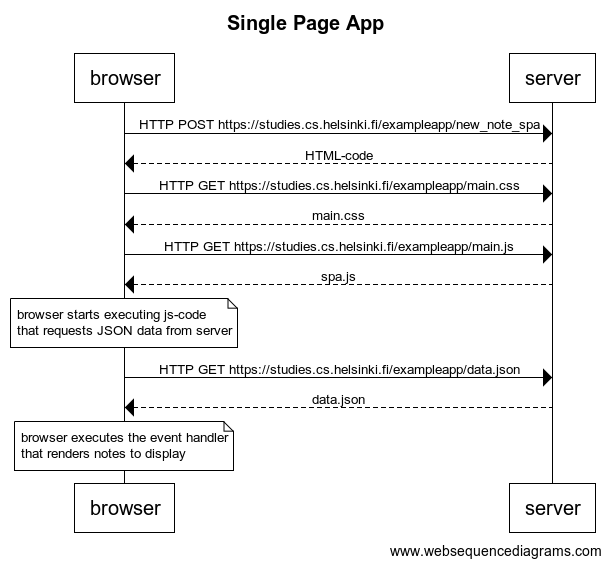 Single Page App
browser
server
HTTP POST https://studies.cs.helsinki.fi/exampleapp/new_note_spa
HTML-code
HTTP GET https://studies.cs.helsinki.fi/exampleapp/main.css
main.css
HTTP GET https://studies.cs.helsinki.fi/exampleapp/main.js
spa.js
browser starts executing js-code
that requests JSON data from server
HTTP GET https://studies.cs.helsinki.fi/exampleapp/data.json
data.json
browser executes the event handler
that renders notes to display
browser
server
www.websequencediagrams.com